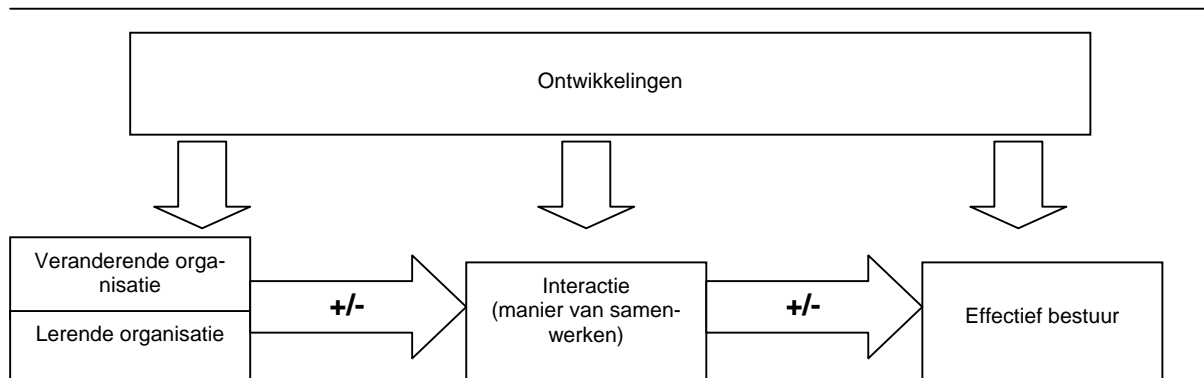 Ontwikkelingen
Veranderende orga-
nisatie
Lerende organisatie
+/-
Interactie
(manier van samen-
werken)
+/-
Effectief bestuur